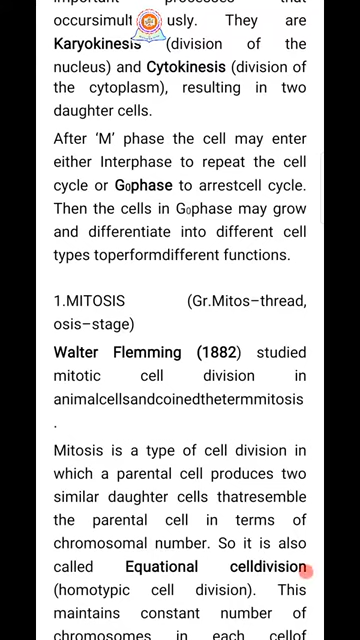 important processes that
occursimult usly. They are
Karyokinesis (division of the
nucleus) and Cytokinesis (division of
the cytoplasm), resulting in two
daughter cells.
After ‘M’ phase the cell may enter
either Interphase to repeat the cell
cycle or G₀phase to arrestcell cycle.
Then the cells in G₀phase may grow
and differentiate into different cell
types toperformdifferent functions.
1.MITOSIS (Gr.Mitos–thread,
osis–stage)
Walter Flemming (1882) studied
mitotic cell division in
animalcellsandcoinedthetermmitosis
.
Mitosis is a type of cell division in
which a parental cell produces two
similar daughter cells thatresemble
the parental cell in terms of
chromosomal number. So it is also
called Equational celldivision
(homotypic cell division). This
maintains constant number of
chromosomes in each cellof